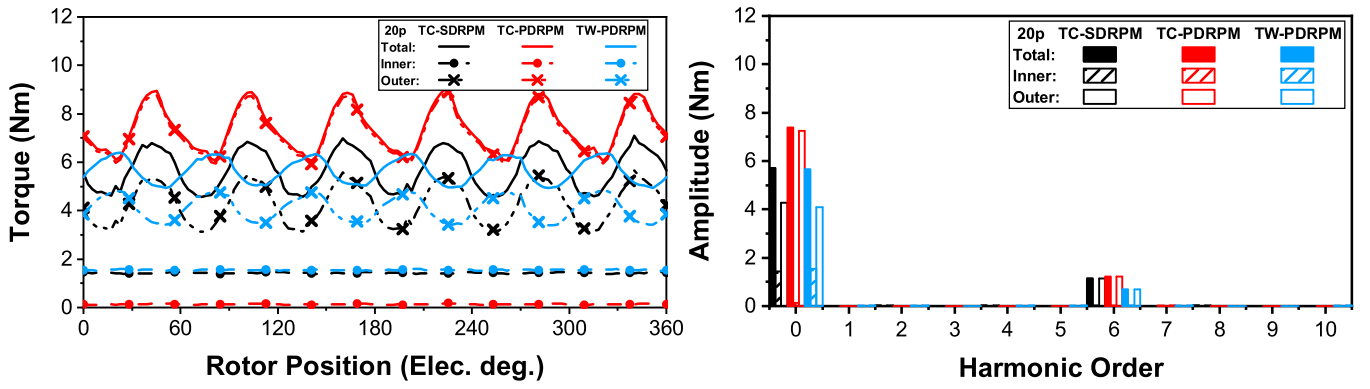 Torque (Nm)
12
10
8
6
4
2
0
20p TC-SDRPM TC-PDRPM TW-PDRPM
Total:
Inner:
Outer:
0 60 120 180 240 300 360
Rotor Position (Elec. deg.)
Amplitude (Nm)
12
10
8
6
4
2
0
20p TC-SDRPM TC-PDRPM TW-PDRPM
Total:
Inner:
Outer:
0 1 2 3 4 5 6 7 8 9 10
Harmonic Order